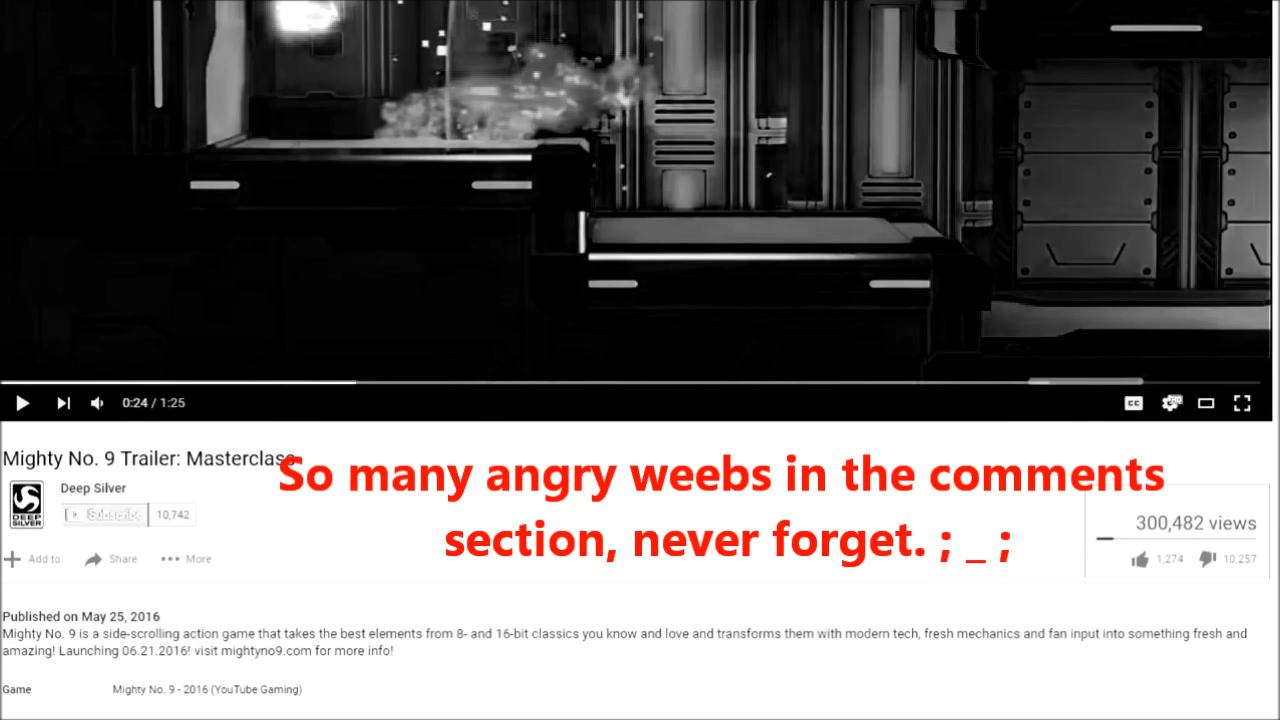 0:24 / 1:25
CC
HD
Mighty No. 9 Trailer: Masterclass
So many angry weebs in the comments
section, never forget. ; _ ;
Deep Silver
DEEP
SILVER
Subscribe 10,742
300,482 views
Add to Share More
1,274 10,257
Published on May 25, 2016
Mighty No. 9 is a side-scrolling action game that takes the best elements from 8- and 16-bit classics you know and love and transforms them with modern tech, fresh mechanics and fan input into something fresh and
amazing! Launching 06.21.2016! visit mightyno9.com for more info!
Game Mighty No. 9 - 2016 (YouTube Gaming)